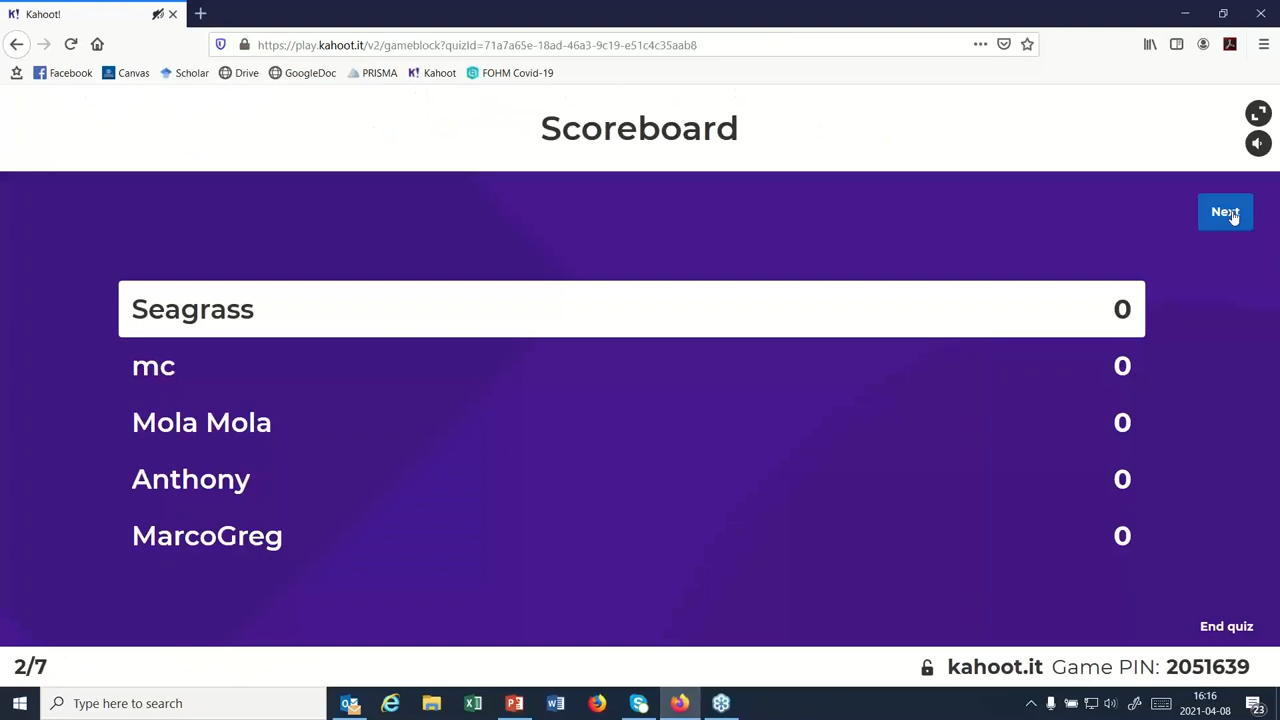 K! Kahoot!
https://play.kahoot.it/v2/gameblock?quizId=71a7a65e-18ad-46a3-9c19-e51c4c35aab8
Facebook Canvas Scholar Drive GoogleDoc PRISMA K! Kahoot FOHM Covid-19
Scoreboard
Next
Seagrass 0
mc 0
Mola Mola 0
Anthony 0
MarcoGreg 0
End quiz
2/7 kahoot.it Game PIN: 2051639
Type here to search
16:16
2021-04-08
23